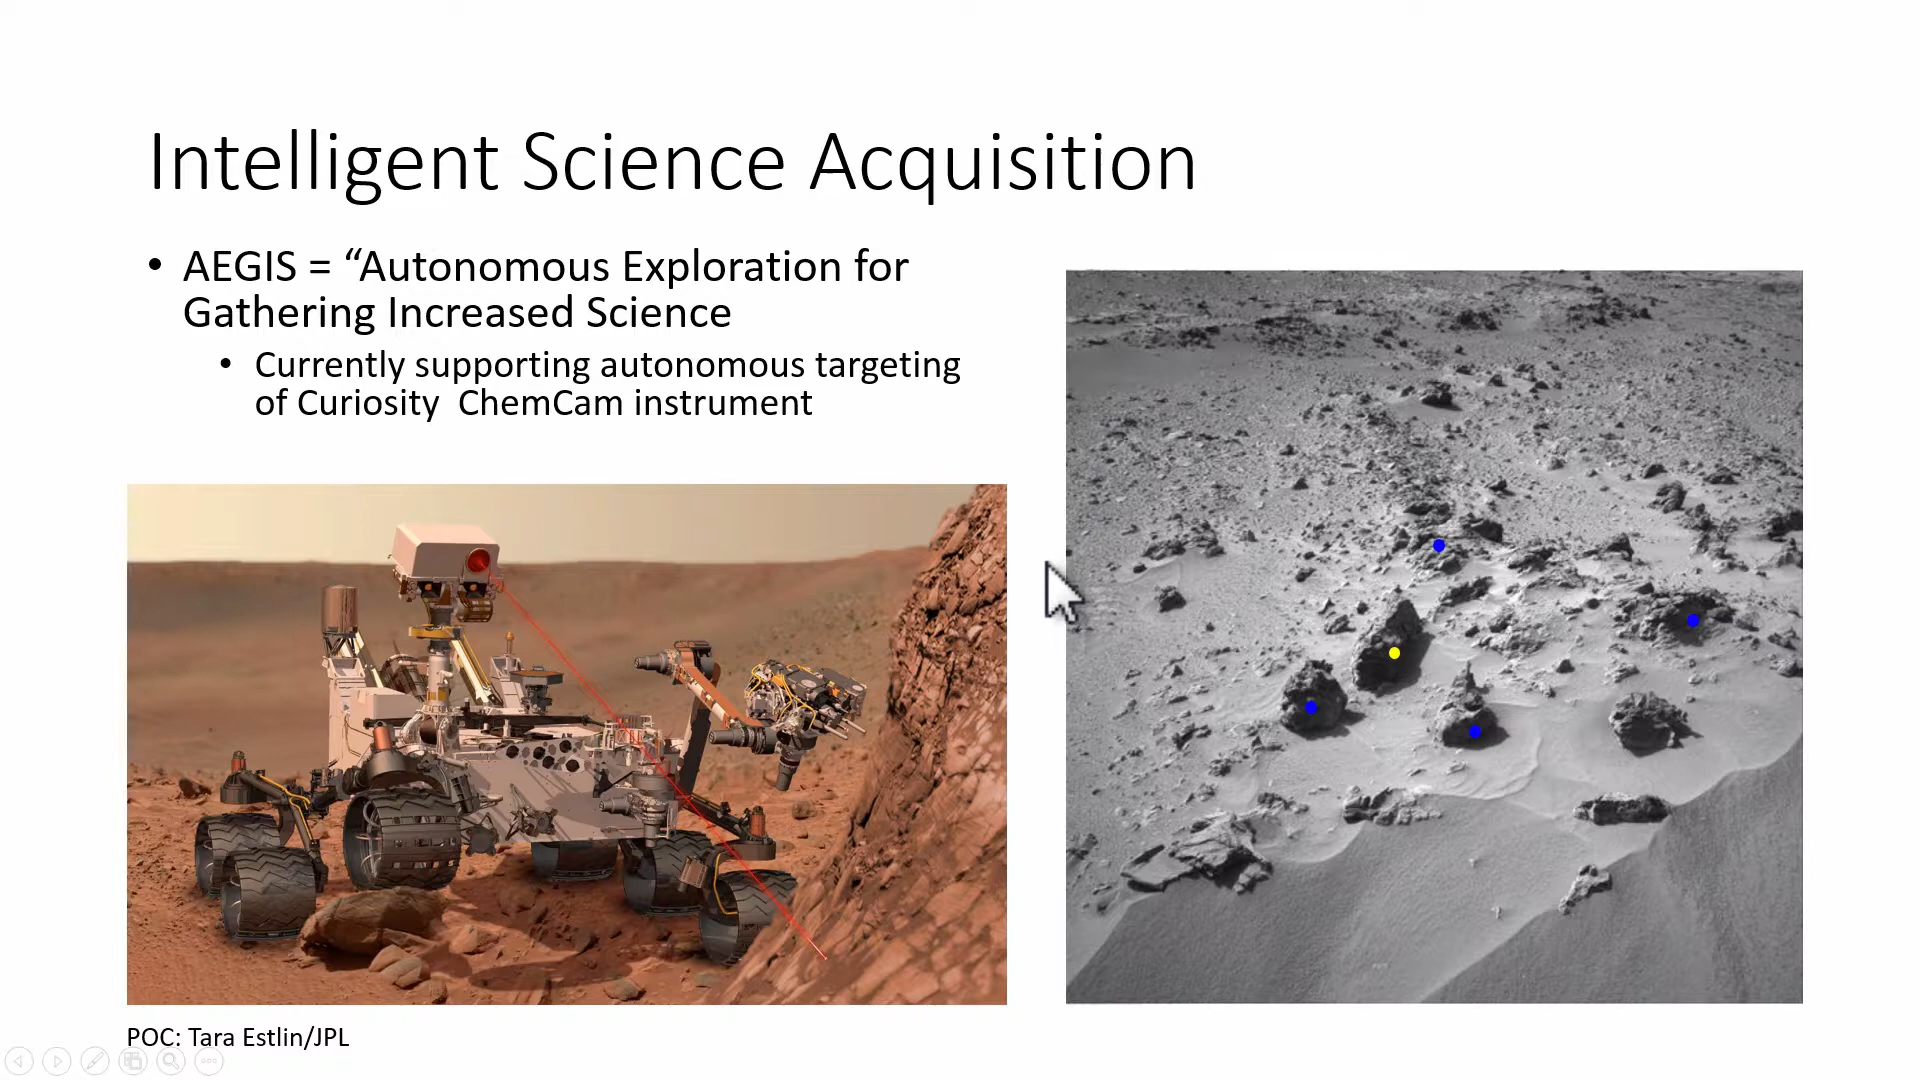 Intelligent Science Acquisition
• AEGIS = “Autonomous Exploration for
Gathering Increased Science
• Currently supporting autonomous targeting
of Curiosity  ChemCam instrument
POC: Tara Estlin/JPL